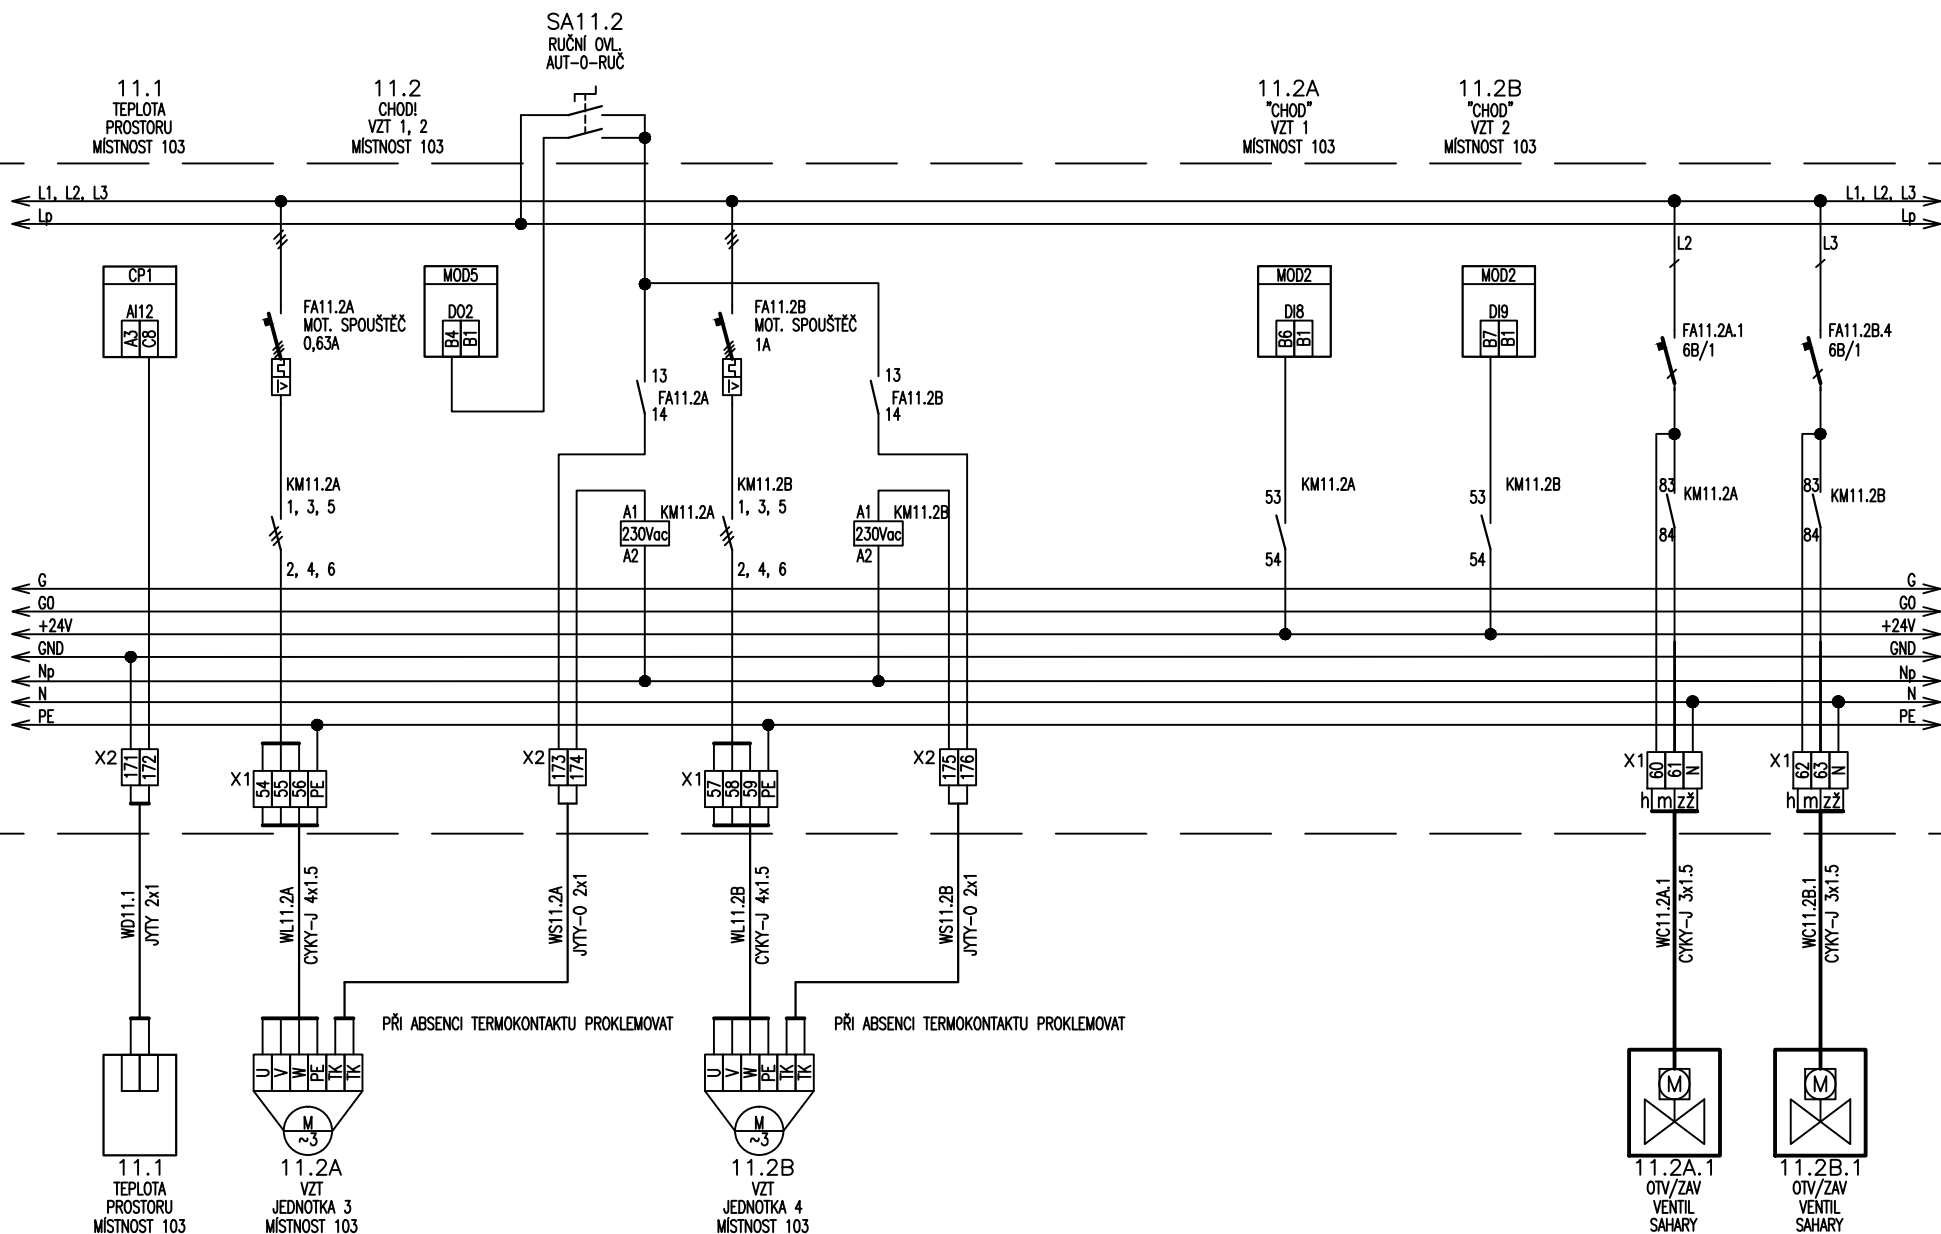 SA11.2
RUČNÍ OVL.
AUT-0-RUČ
11.1
TEPLOTA
PROSTORU
MÍSTNOST 103
11.2
CHOD!
VZT 1, 2
MÍSTNOST 103
11.2A
"CHOD"
VZT 1
MÍSTNOST 103
11.2B
"CHOD"
VZT 2
MÍSTNOST 103
L1, L2, L3
L1, L2, L3
Lp
Lp
L2
L3
CP1
AI12
A3
C8
FA11.2A
MOT. SPOUŠTĚČ
0,63A
I>
MOD5
DO2
B4
B1
FA11.2B
MOT. SPOUŠTĚČ
1A
I>
MOD2
DI8
B6
B1
MOD2
DI9
B7
B1
FA11.2A.1
6B/1
FA11.2B.4
6B/1
13
FA11.2A
14
13
FA11.2B
14
KM11.2A
1, 3, 5
2, 4, 6
A1
KM11.2A
230Vac
A2
KM11.2B
1, 3, 5
2, 4, 6
A1
KM11.2B
230Vac
A2
53
KM11.2A
54
53
KM11.2B
54
83
KM11.2A
84
83
KM11.2B
84
G
G
G0
G0
+24V
+24V
GND
GND
Np
Np
N
N
PE
PE
X2
171
172
X1
54
55
56
PE
X2
173
174
X1
57
58
59
PE
X2
175
176
X1
60
61
N
h m zž
X1
62
63
N
h m zž
WD11.1
JYTY 2x1
WL11.2A
CYKY-J 4x1.5
WS11.2A
JYTY-O 2x1
WL11.2B
CYKY-J 4x1.5
WS11.2B
JYTY-O 2x1
WC11.2A.1
CYKY-J 3x1.5
WC11.2B.1
CYKY-J 3x1.5
PŘI ABSENCI TERMOKONTAKTU PROKLEMOVAT
PŘI ABSENCI TERMOKONTAKTU PROKLEMOVAT
U
V
W
PE
TK
TK
M
~3
U
V
W
PE
TK
TK
M
~3
M
M
11.1
TEPLOTA
PROSTORU
MÍSTNOST 103
11.2A
VZT
JEDNOTKA 3
MÍSTNOST 103
11.2B
VZT
JEDNOTKA 4
MÍSTNOST 103
11.2A.1
OTV/ZAV
VENTIL
SAHARY
11.2B.1
OTV/ZAV
VENTIL
SAHARY